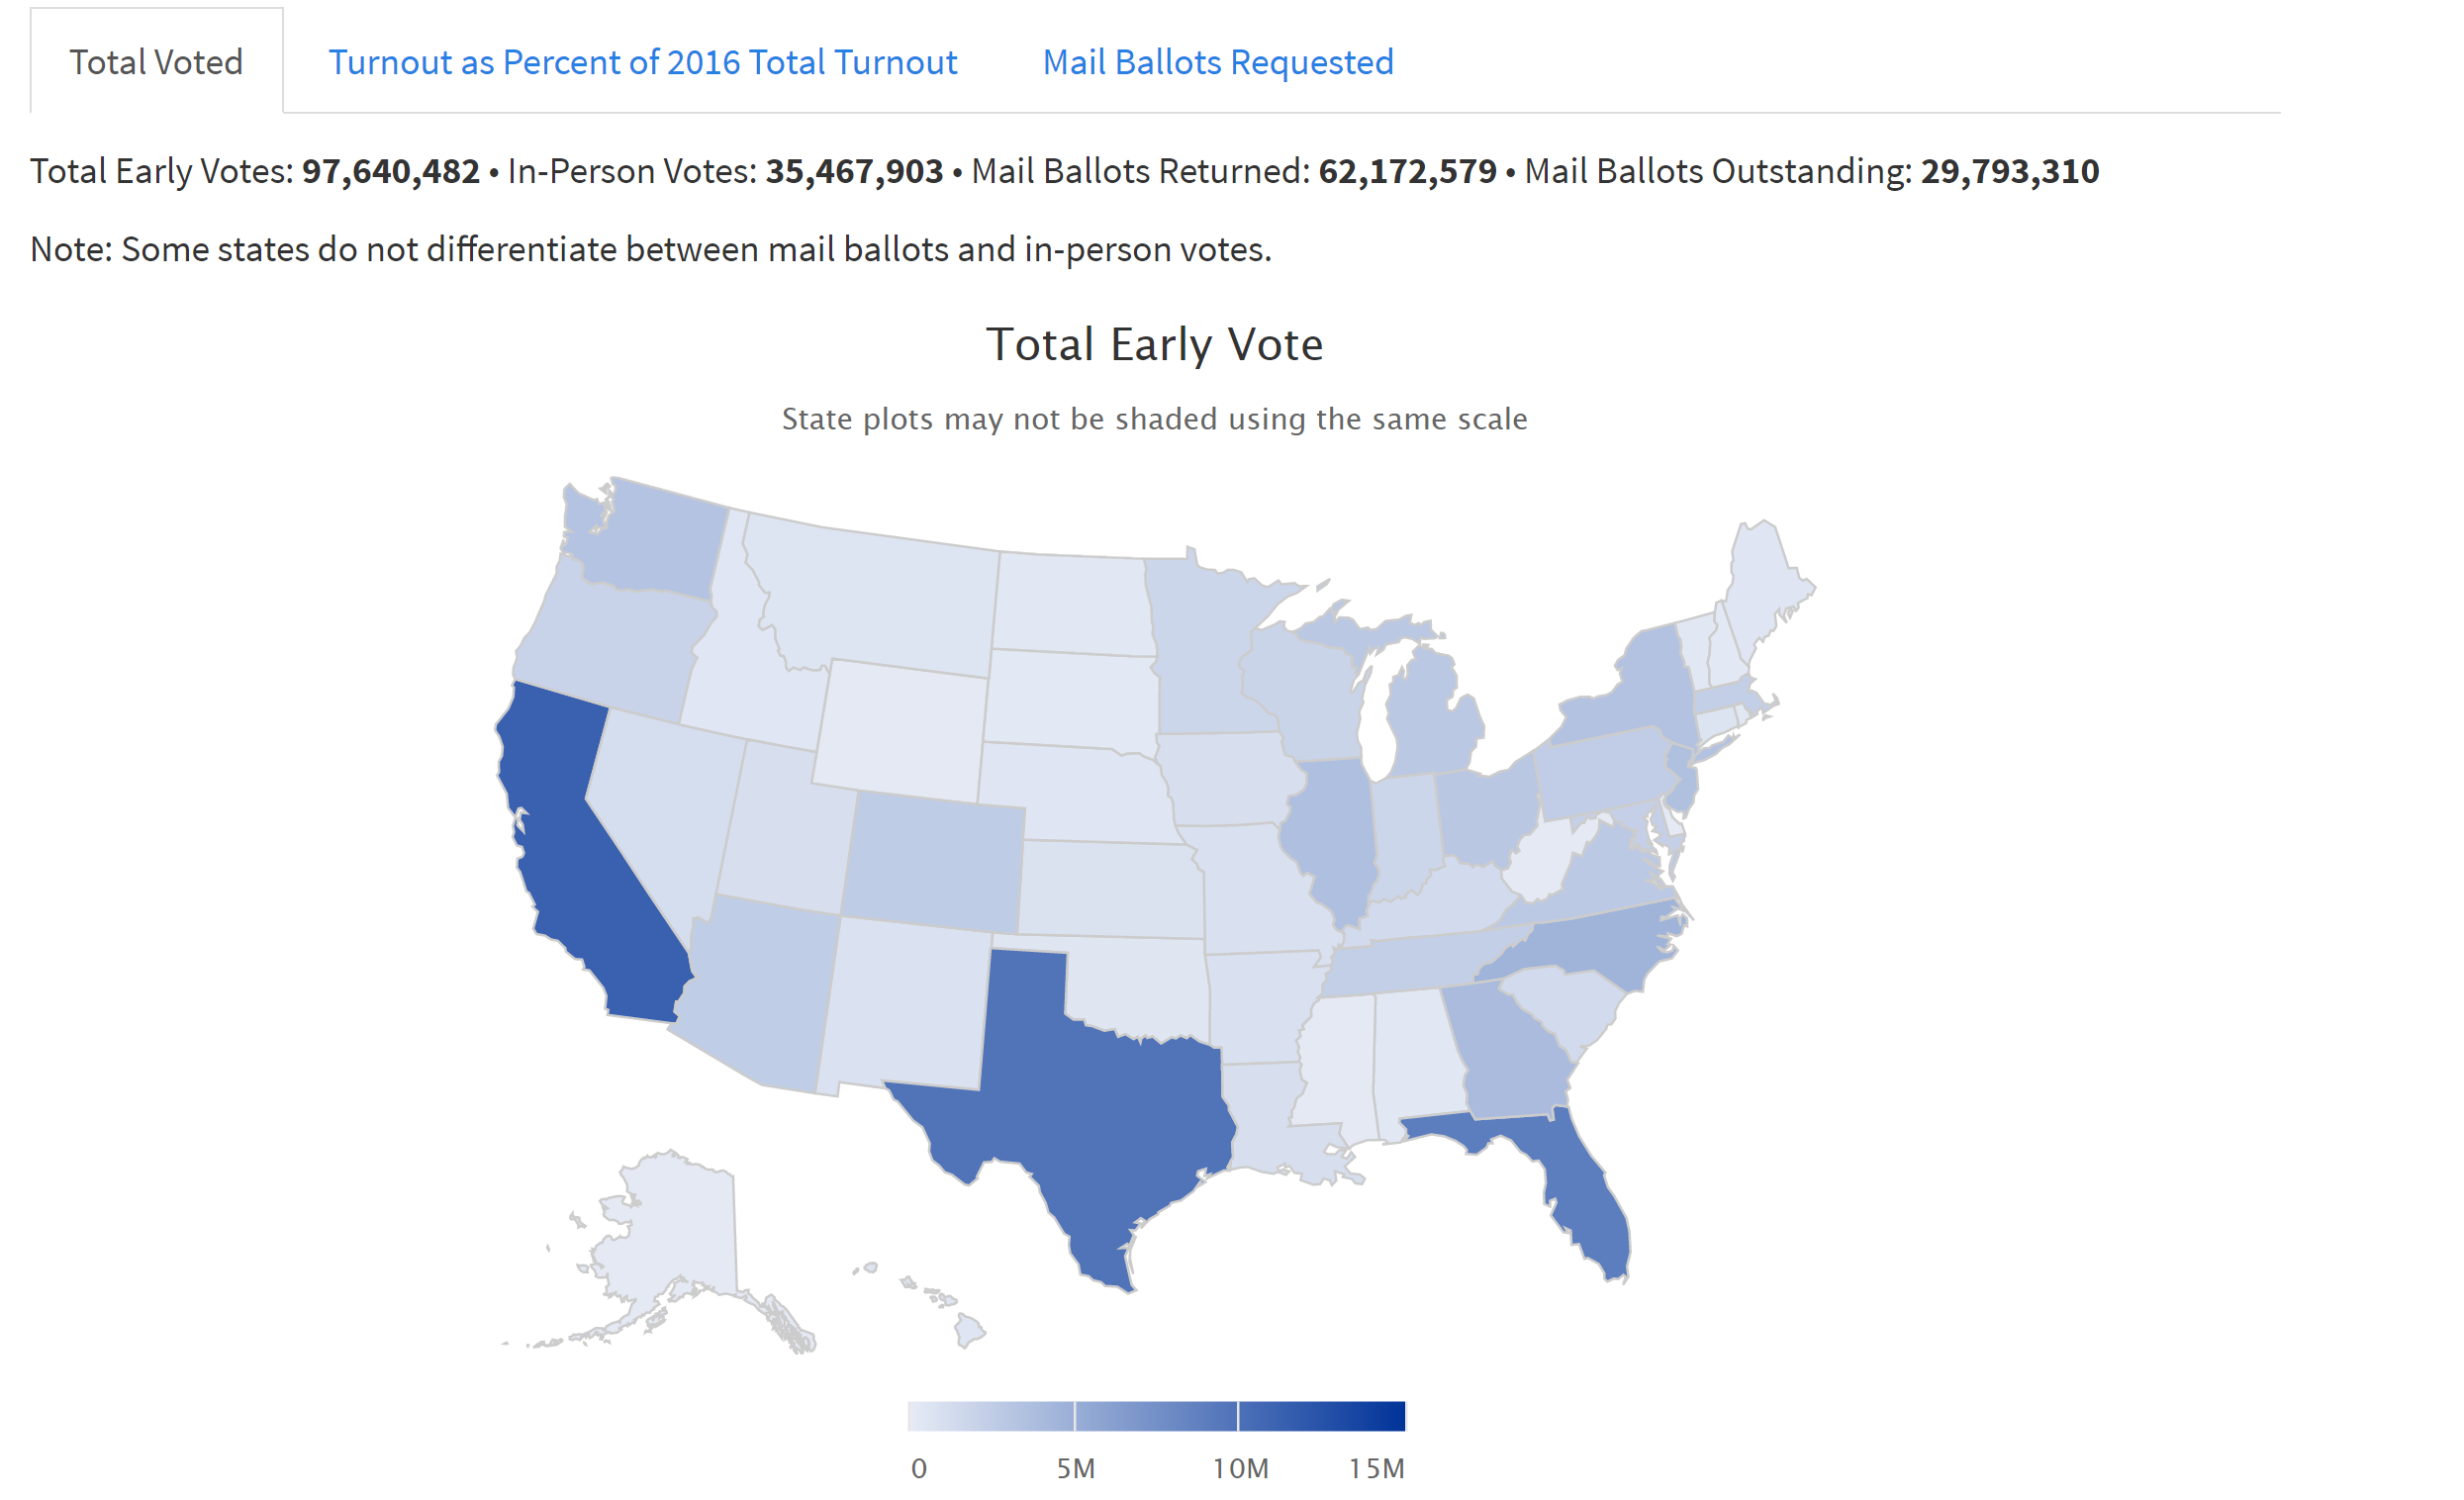 Total Voted Turnout as Percent of 2016 Total Turnout Mail Ballots Requested
Total Early Votes: 97,640,482 • In-Person Votes: 35,467,903 • Mail Ballots Returned: 62,172,579 • Mail Ballots Outstanding: 29,793,310
Note: Some states do not differentiate between mail ballots and in-person votes.
Total Early Vote
State plots may not be shaded using the same scale
0 5M 10M 15M